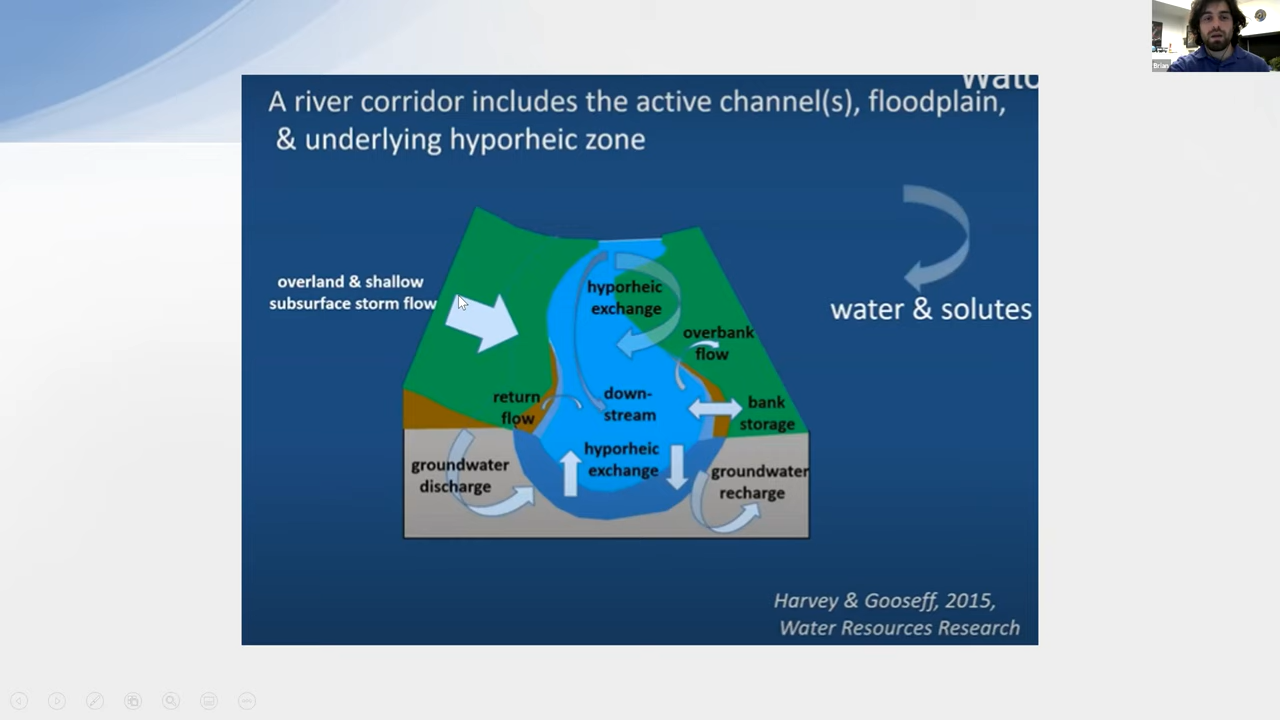 Brian
A river corridor includes the active channel(s), floodplain,
& underlying hyporheic zone
overland & shallow
subsurface storm flow
hyporheic
exchange
water & solutes
overbank
flow
return
flow
down-
stream
bank
storage
hyporheic
exchange
groundwater
discharge
groundwater
recharge
Harvey & Gooseff, 2015,
Water Resources Research